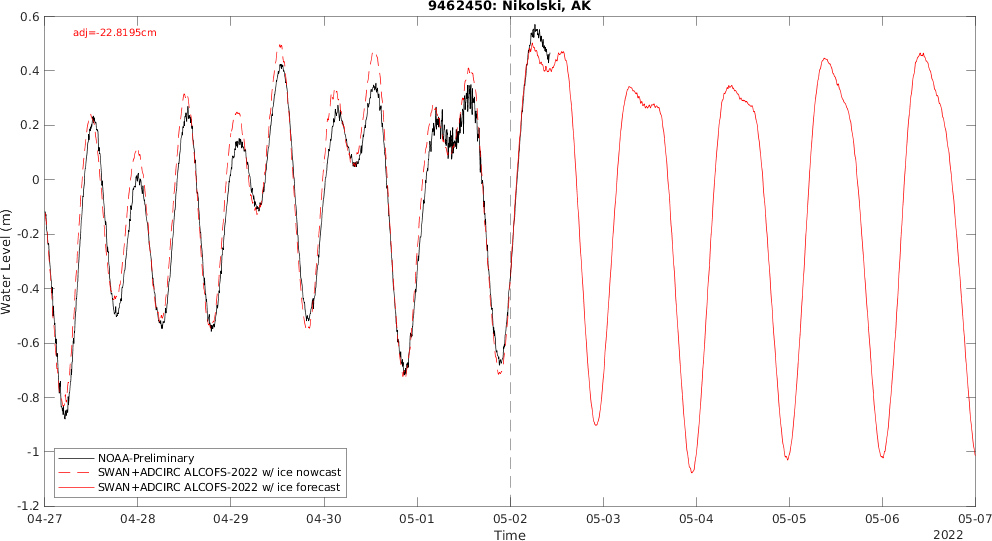 9462450: Nikolski, AK
adj=-22.8195cm
0.6
0.4
0.2
0
-0.2
-0.4
-0.6
-0.8
-1
-1.2
Water Level (m)
NOAA-Preliminary
SWAN+ADCIRC ALCOFS-2022 w/ ice nowcast
SWAN+ADCIRC ALCOFS-2022 w/ ice forecast
04-27 04-28 04-29 04-30 05-01 05-02 05-03 05-04 05-05 05-06 05-07
Time
2022